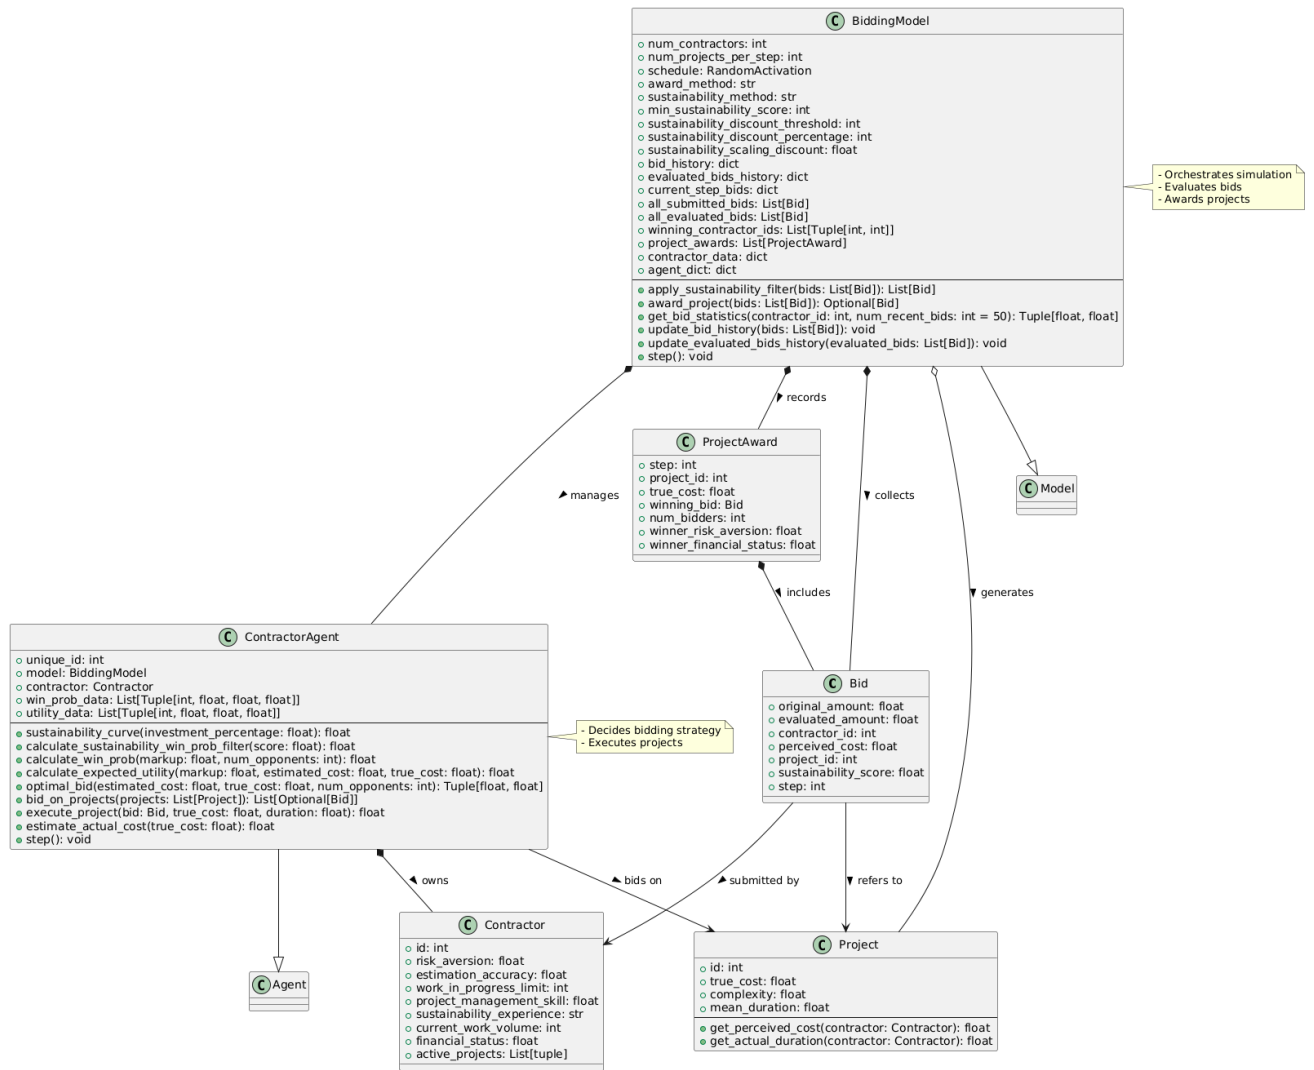 C BiddingModel
num_contractors: int
num_projects_per_step: int
schedule: RandomActivation
award_method: str
sustainability_method: str
min_sustainability_score: int
sustainability_discount_threshold: int
sustainability_discount_percentage: int
sustainability_scaling_discount: float
bid_history: dict
evaluated_bids_history: dict
current_step_bids: dict
all_submitted_bids: List[Bid]
all_evaluated_bids: List[Bid]
winning_contractor_ids: List[Tuple[int, int]]
project_awards: List[ProjectAward]
contractor_data: dict
agent_dict: dict
apply_sustainability_filter(bids: List[Bid]): List[Bid]
award_project(bids: List[Bid]): Optional[Bid]
get_bid_statistics(contractor_id: int, num_recent_bids: int = 50): Tuple[float, float]
update_bid_history(bids: List[Bid]): void
update_evaluated_bids_history(evaluated_bids: List[Bid]): void
step(): void
- Orchestrates simulation
- Evaluates bids
- Awards projects
records
C ProjectAward
step: int
project_id: int
true_cost: float
winning_bid: Bid
num_bidders: int
winner_risk_aversion: float
winner_financial_status: float
C Model
manages
collects
includes
generates
C ContractorAgent
unique_id: int
model: BiddingModel
contractor: Contractor
win_prob_data: List[Tuple[int, float, float, float]]
utility_data: List[Tuple[int, float, float, float]]
sustainability_curve(investment_percentage: float): float
calculate_sustainability_win_prob_filter(score: float): float
calculate_win_prob(markup: float, num_opponents: int): float
calculate_expected_utility(markup: float, estimated_cost: float, true_cost: float): float
optimal_bid(estimated_cost: float, true_cost: float, num_opponents: int): Tuple[float, float]
bid_on_projects(projects: List[Project]): List[Optional[Bid]]
execute_project(bid: Bid, true_cost: float, duration: float): float
estimate_actual_cost(true_cost: float): float
step(): void
- Decides bidding strategy
- Executes projects
C Bid
original_amount: float
evaluated_amount: float
contractor_id: int
perceived_cost: float
project_id: int
sustainability_score: float
step: int
owns
bids on
submitted by
refers to
C Agent
C Contractor
id: int
risk_aversion: float
estimation_accuracy: float
work_in_progress_limit: int
project_management_skill: float
sustainability_experience: str
current_work_volume: int
financial_status: float
active_projects: List[tuple]
C Project
id: int
true_cost: float
complexity: float
mean_duration: float
get_perceived_cost(contractor: Contractor): float
get_actual_duration(contractor: Contractor): float